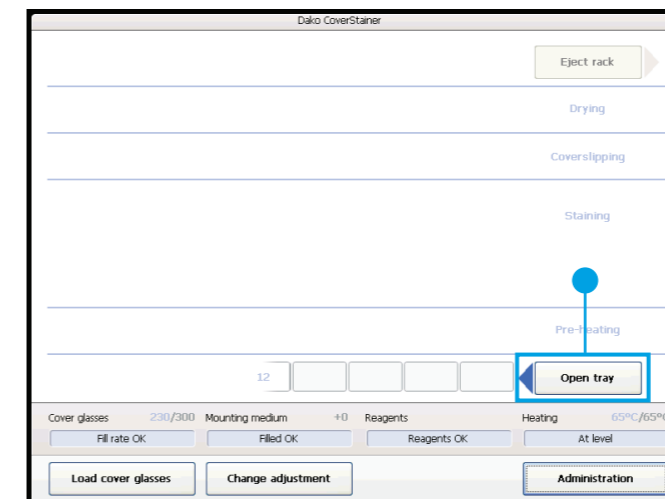 Dako CoverStainer
Eject rack
Drying
Coverslipping
Staining
Pre-heating
12 Open tray
Cover glasses 230/300 Mounting medium +0 Reagents Heating 65°C/65°C
Fill rate OK Filled OK Reagents OK At level
Load cover glasses Change adjustment Administration